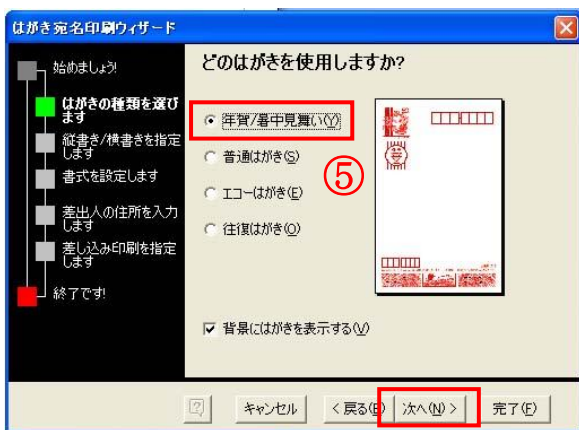 はがき宛名印刷ウィザード
始めましょう!
はがきの種類を選び
ます
縦書き/横書きを指定
します
書式を設定します
差出人の住所を入力
します
差し込み印刷を指定
します
終了です!
どのはがきを使用しますか?
年賀/暑中見舞い(Y)
普通はがき(S)
エコーはがき(E)
往復はがき(O)
⑤
背景にはがきを表示する(V)
キャンセル
< 戻る(B)
次へ(N) >
完了(F)